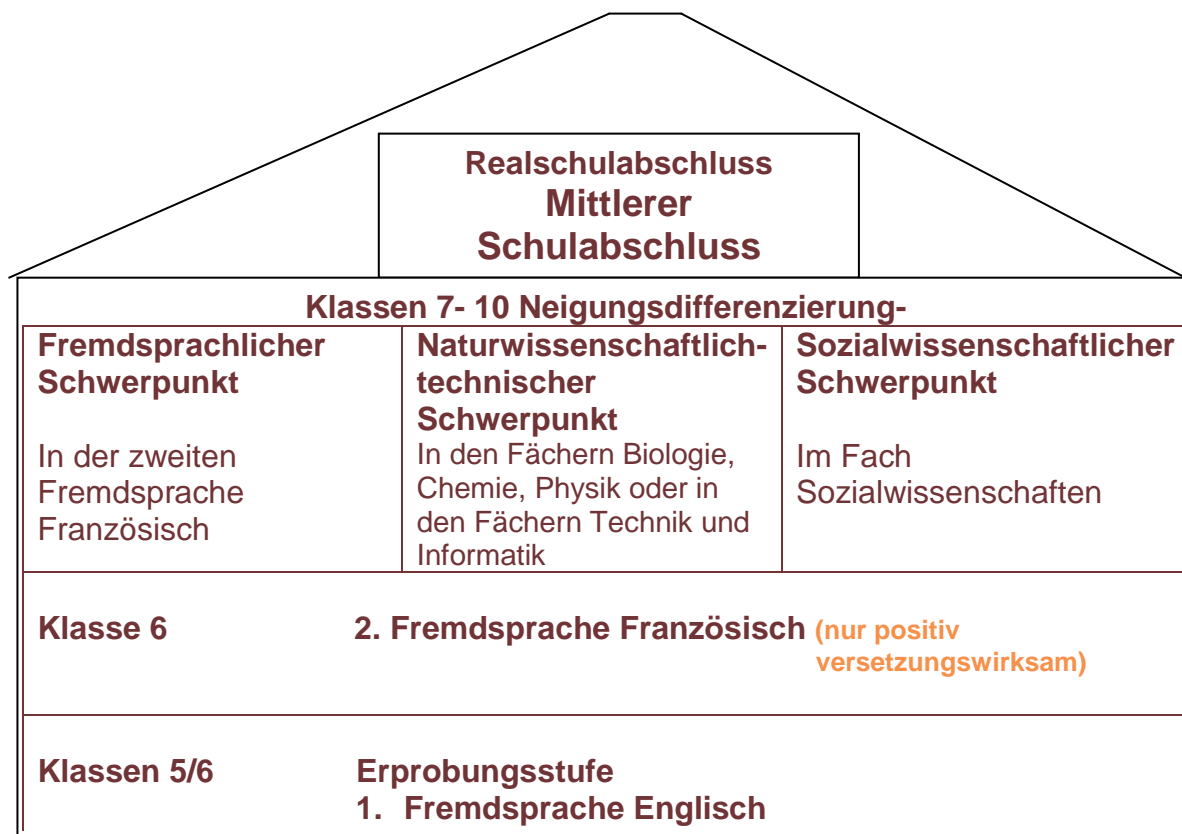 Realschulabschluss
Mittlerer
Schulabschluss
Klassen 7- 10 Neigungsdifferenzierung-
Fremdsprachlicher
Schwerpunkt
In der zweiten
Fremdsprache
Französisch
Naturwissenschaftlich-
technischer
Schwerpunkt
In den Fächern Biologie,
Chemie, Physik oder in
den Fächern Technik und
Informatik
Sozialwissenschaftlicher
Schwerpunkt
Im Fach
Sozialwissenschaften
Klasse 6 2. Fremdsprache Französisch (nur positiv
versetzungswirksam)
Klassen 5/6 Erprobungsstufe
1. Fremdsprache Englisch